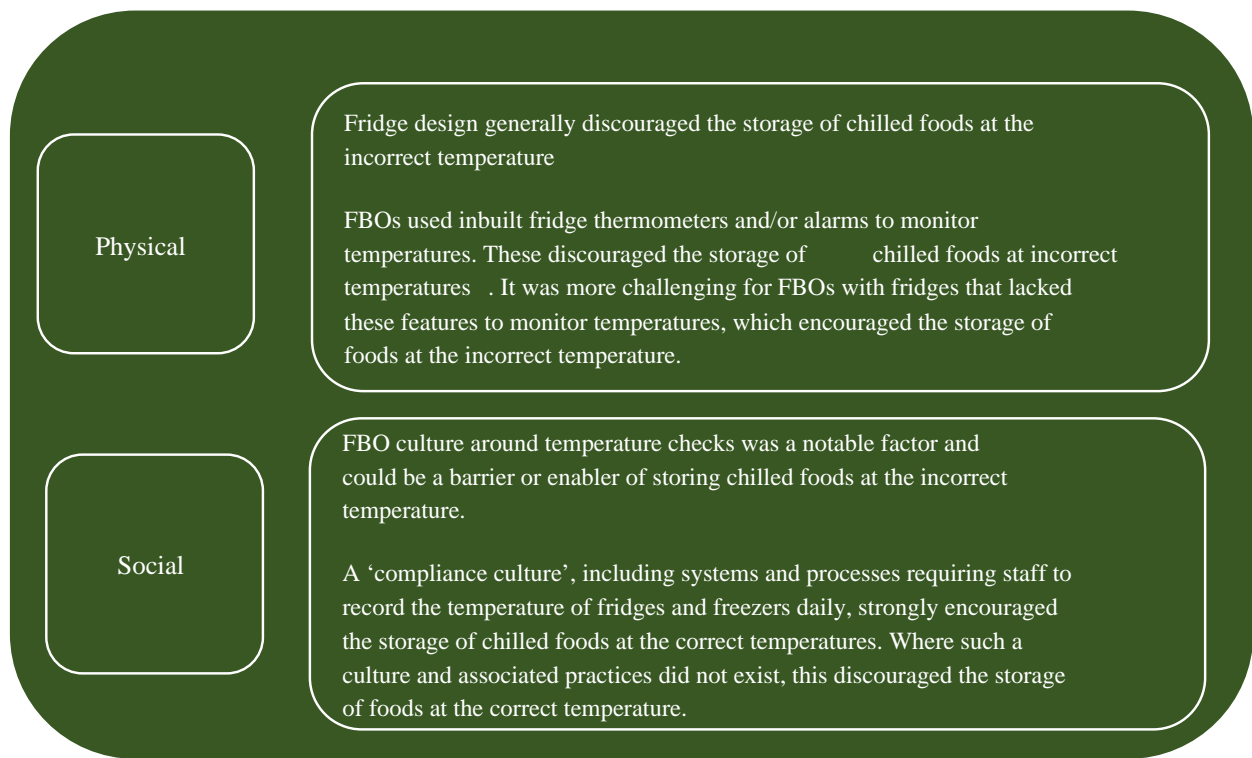 Physical
Fridge design generally discouraged the storage of chilled foods at the
incorrect temperature
FBOs used inbuilt fridge thermometers and/or alarms to monitor
temperatures. These discouraged the storage of chilled foods at incorrect
temperatures . It was more challenging for FBOs with fridges that lacked
these features to monitor temperatures, which encouraged the storage of
foods at the incorrect temperature.
Social
FBO culture around temperature checks was a notable factor and
could be a barrier or enabler of storing chilled foods at the incorrect
temperature.
A ‘compliance culture’, including systems and processes requiring staff to
record the temperature of fridges and freezers daily, strongly encouraged
the storage of chilled foods at the correct temperatures. Where such a
culture and associated practices did not exist, this discouraged the storage
of foods at the correct temperature.